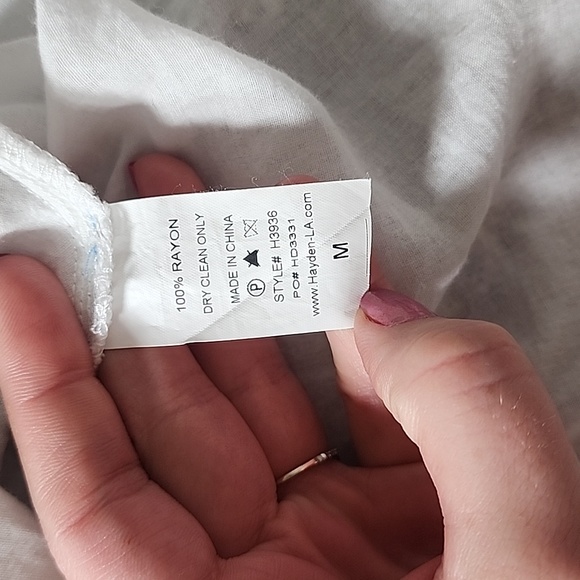 100% RAYON
DRY CLEAN ONLY
MADE IN CHINA
P
STYLE# H3936
PO# HD3331
www.Hayden-LA.com
M